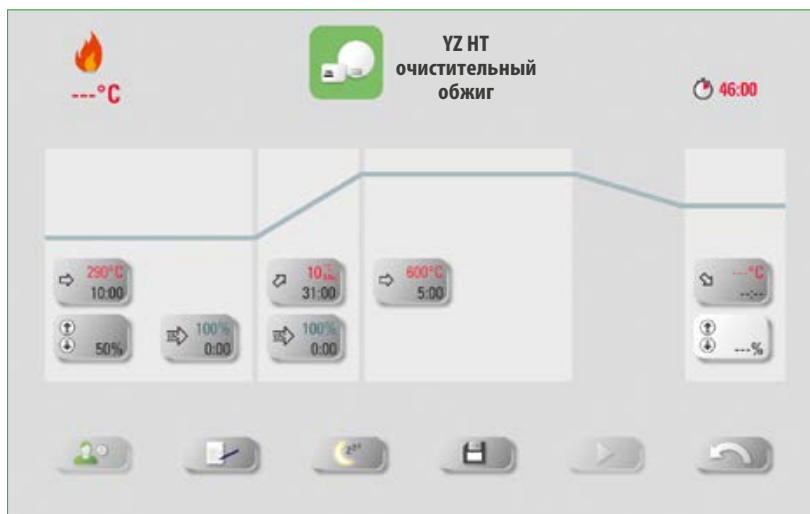 YZ HT
очистительный
обжиг
---°C
46:00
290°C
10:00
50%
100%
0:00
10
31:00
100%
0:00
600°C
5:00
---°C
--:--
---%